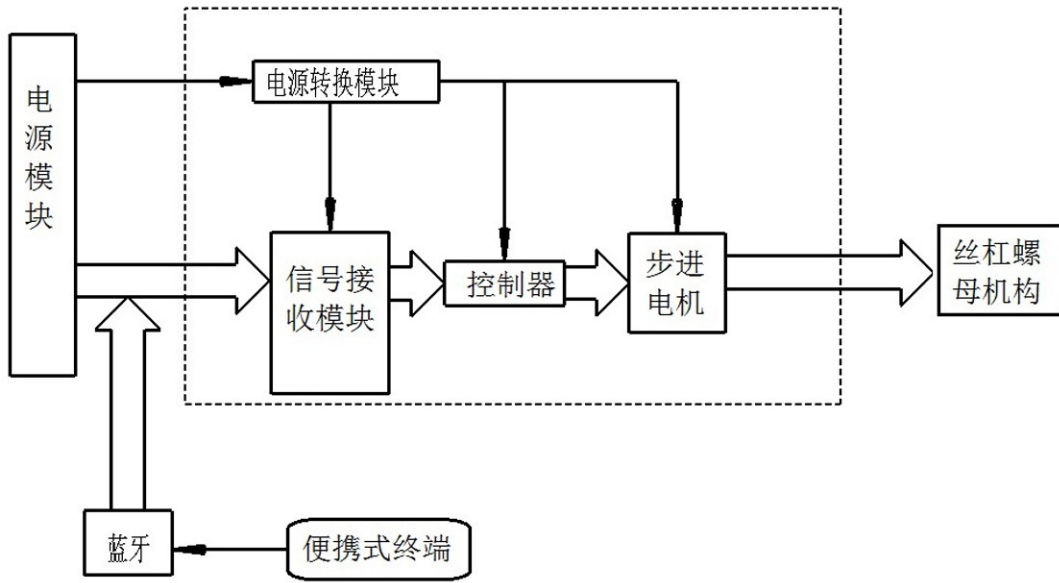 电源模块
电源转换模块
信号接
收模块
控制器
步进
电机
丝杠螺
母机构
蓝牙
便携式终端